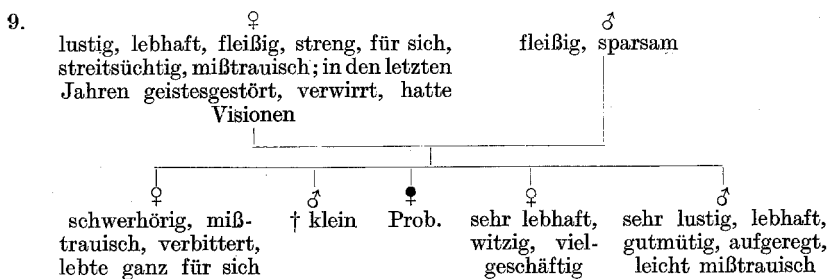 9.
♀ ♂
lustig, lebhaft, fleißig, streng, für sich,
streitsüchtig, mißtrauisch; in den letzten
Jahren geistesgestört, verwirrt, hatte
Visionen
fleißig, sparsam
♀
schwerhörig, miß-
trauisch, verbittert,
lebte ganz für sich
♂
† klein
Prob.
♀
sehr lebhaft,
witzig, viel-
geschäftig
♂
sehr lustig, lebhaft,
gutmütig, aufgeregt,
leicht mißtrauisch